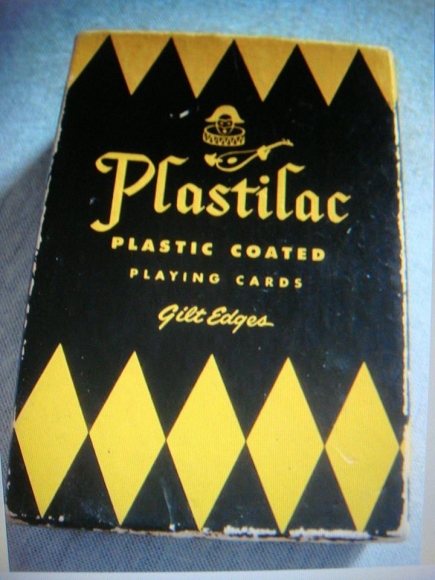 Plastilac
PLASTIC COATED
PLAYING CARDS
Gilt Edges